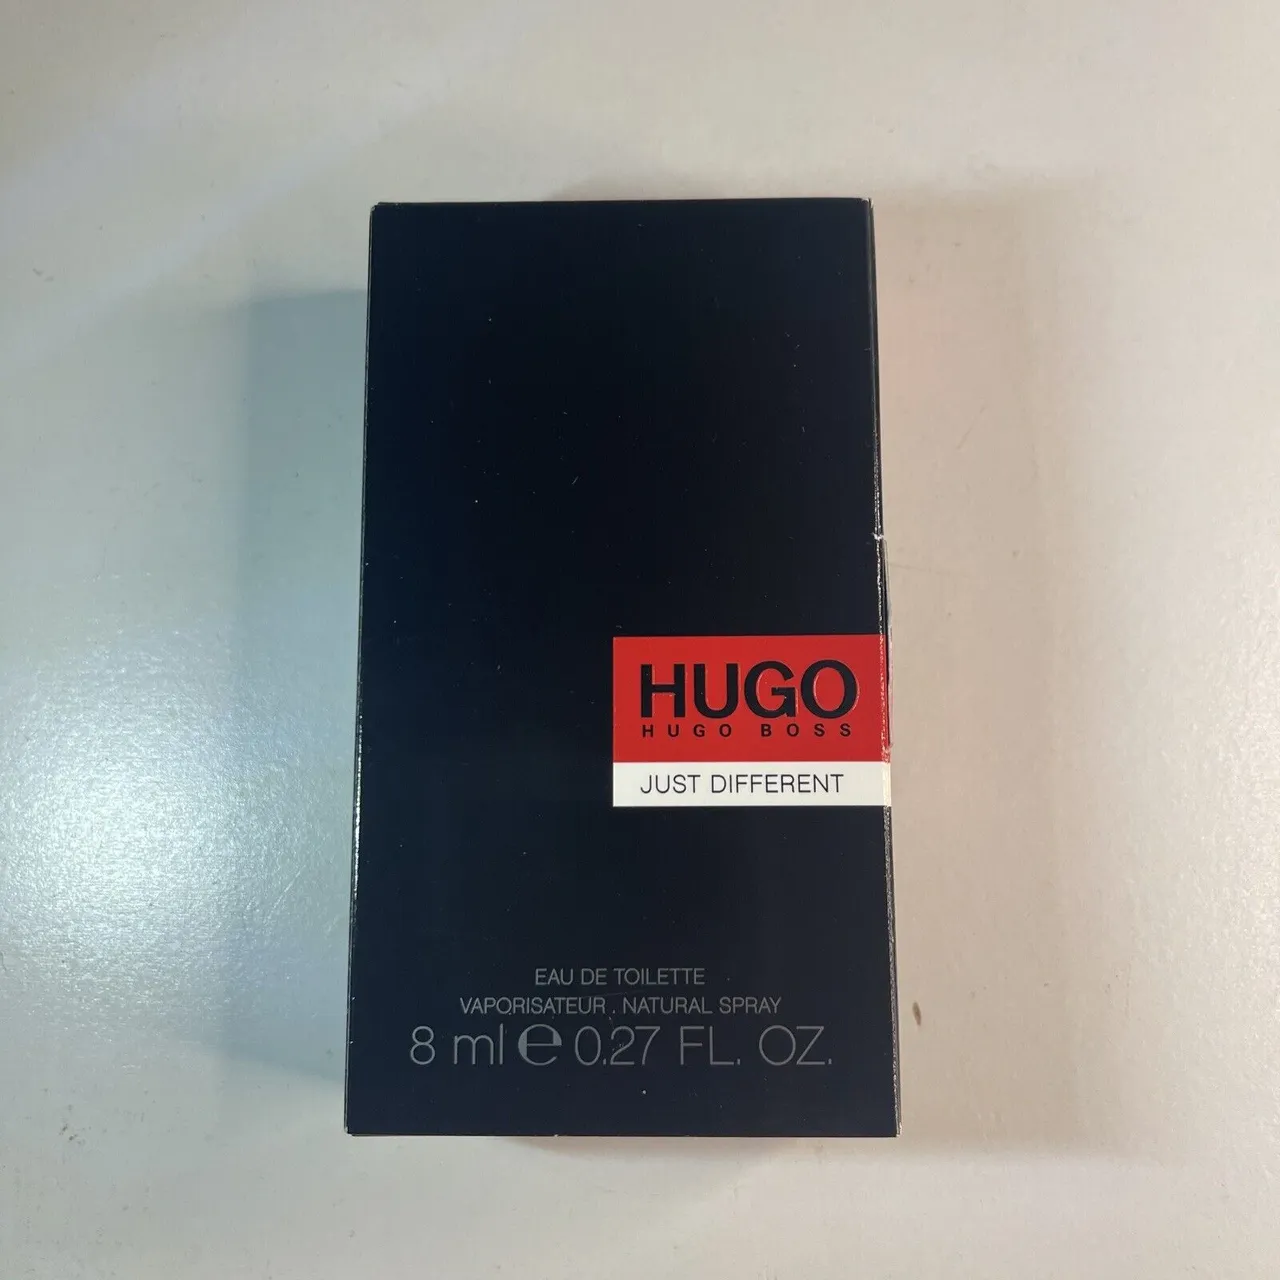 HUGO
HUGO BOSS
JUST DIFFERENT
EAU DE TOILETTE
VAPORISATEUR . NATURAL SPRAY
8 ml ℮ 0.27 FL. OZ.